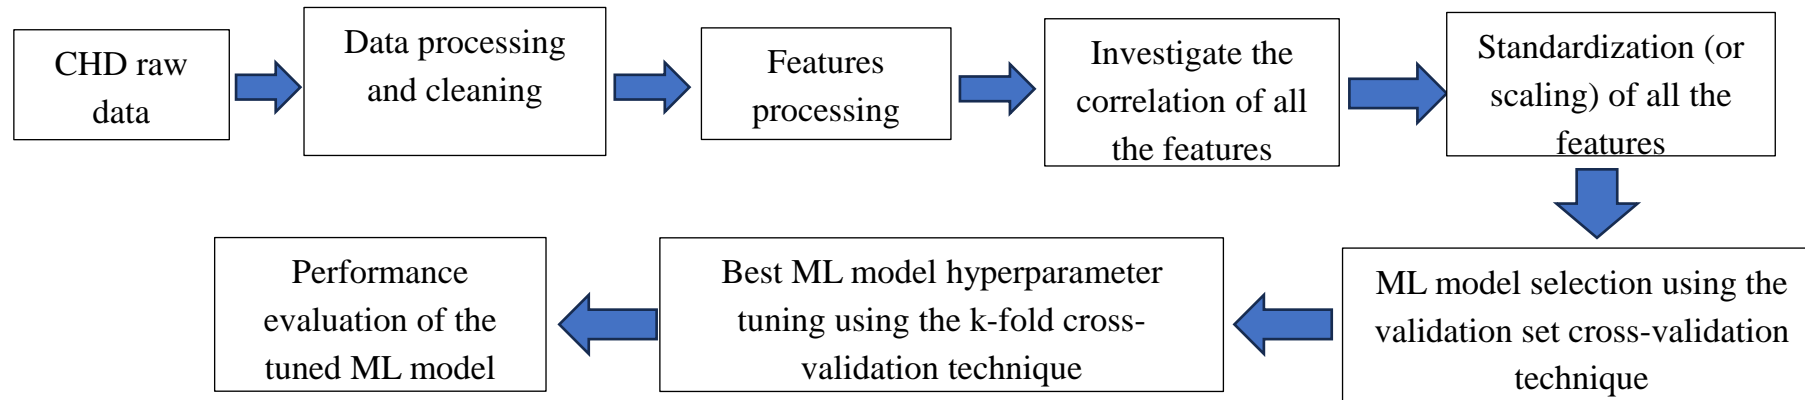 CHD raw
data
Data processing
and cleaning
Features
processing
Investigate the
correlation of all
the features
Standardization (or
scaling) of all the
features
ML model selection using the
validation set cross-validation
technique
Best ML model hyperparameter
tuning using the k-fold cross-
validation technique
Performance
evaluation of the
tuned ML model